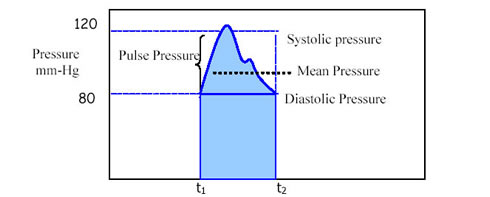 120
Systolic pressure
Pressure
mm-Hg
Pulse Pressure
Mean Pressure
80
Diastolic Pressure
t1
t2